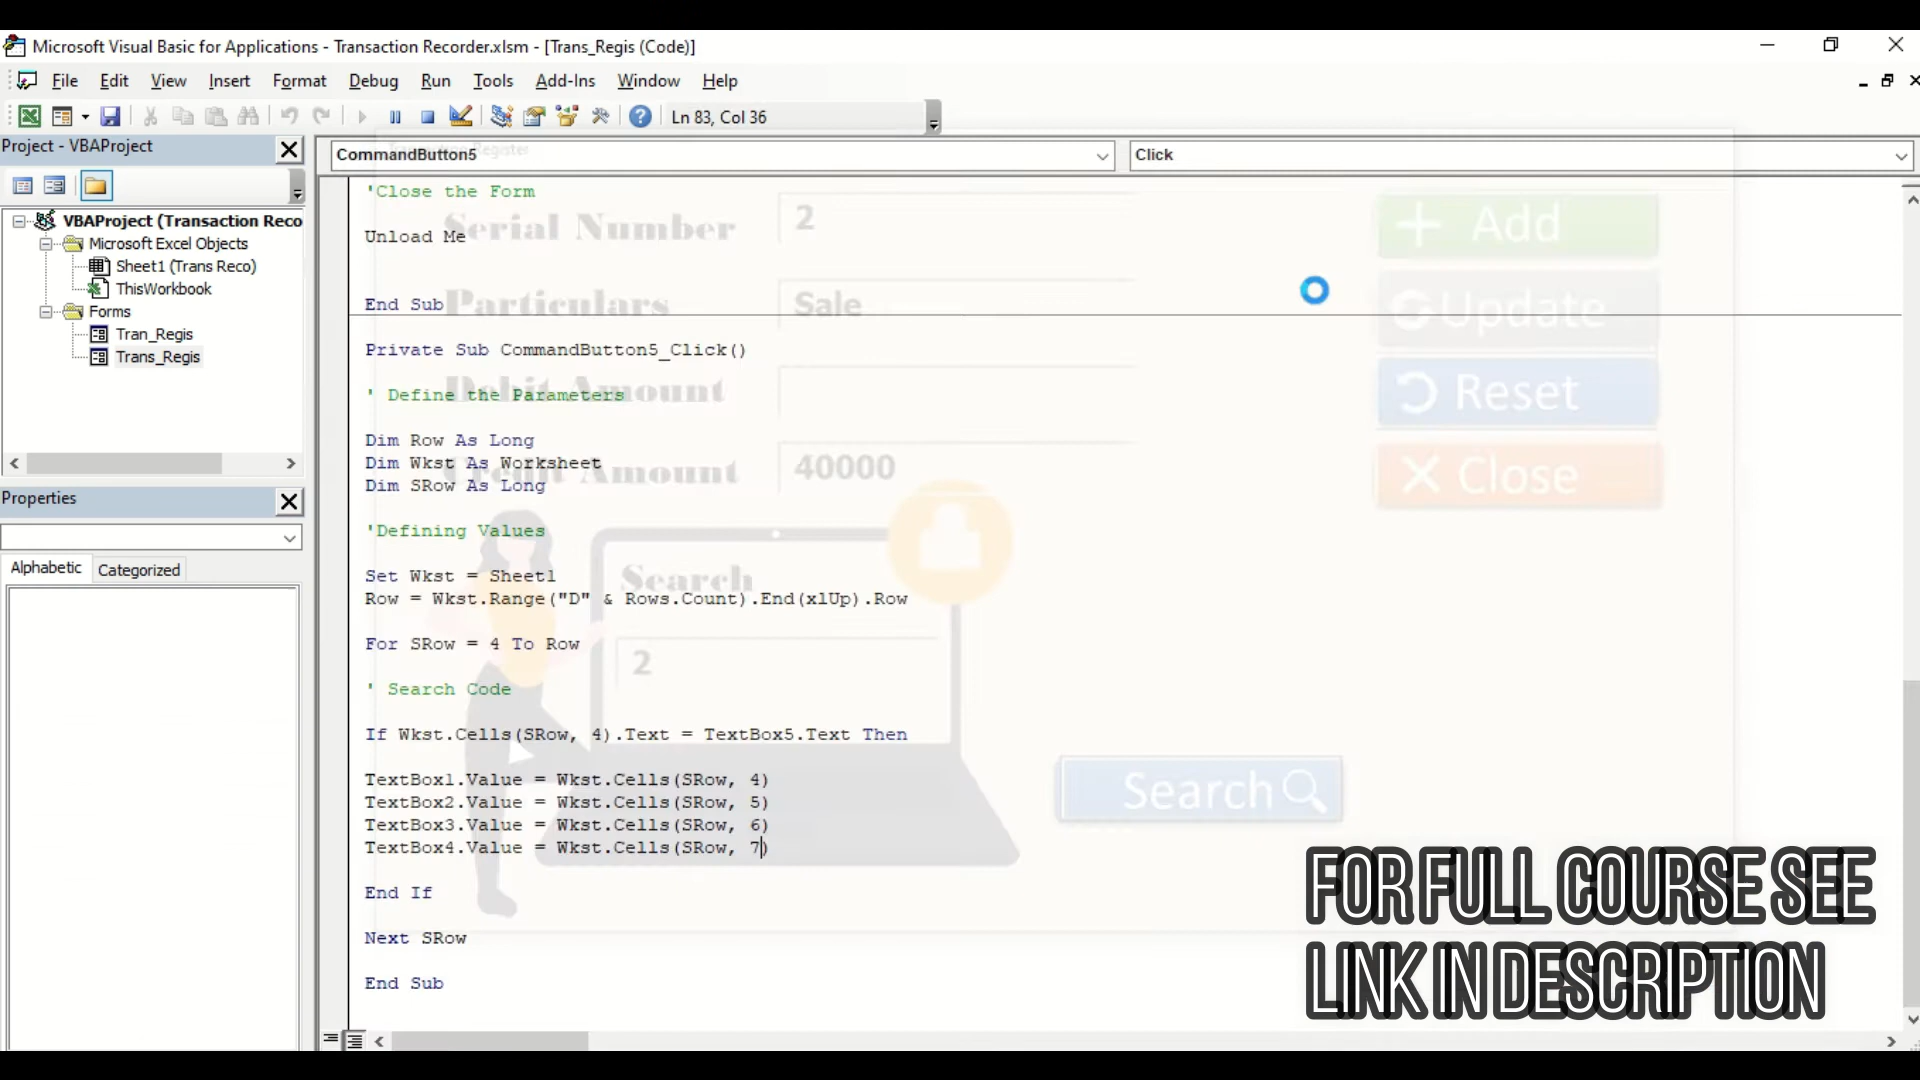 Microsoft Visual Basic for Applications - Transaction Recorder.xlsm - [Trans_Regis (Code)]
File Edit View Insert Format Debug Run Tools Add-Ins Window Help
Ln 83, Col 36
Project - VBAProject
VBAProject (Transaction Reco
Microsoft Excel Objects
Sheet1 (Trans Reco)
ThisWorkbook
Forms
Tran_Regis
Trans_Regis
Properties
Alphabetic Categorized
CommandButton5 Click
'Close the Form
Unload Me
End Sub
Private Sub CommandButton5_Click()
' Define the Parameters
Dim Row As Long
Dim Wkst As Worksheet
Dim SRow As Long
'Defining Values
Set Wkst = Sheet1
Row = Wkst.Range("D" & Rows.Count).End(xlUp).Row
For SRow = 4 To Row
' Search Code
If Wkst.Cells(SRow, 4).Text = TextBox5.Text Then
TextBox1.Value = Wkst.Cells(SRow, 4)
TextBox2.Value = Wkst.Cells(SRow, 5)
TextBox3.Value = Wkst.Cells(SRow, 6)
TextBox4.Value = Wkst.Cells(SRow, 7)
End If
Next SRow
End Sub
Register
Serial Number 2
Particulars Sale
Debit Amount
Credit Amount 40000
Search
2
Add
Update
Reset
Close
Search
FOR FULL COURSE SEE
LINK IN DESCRIPTION